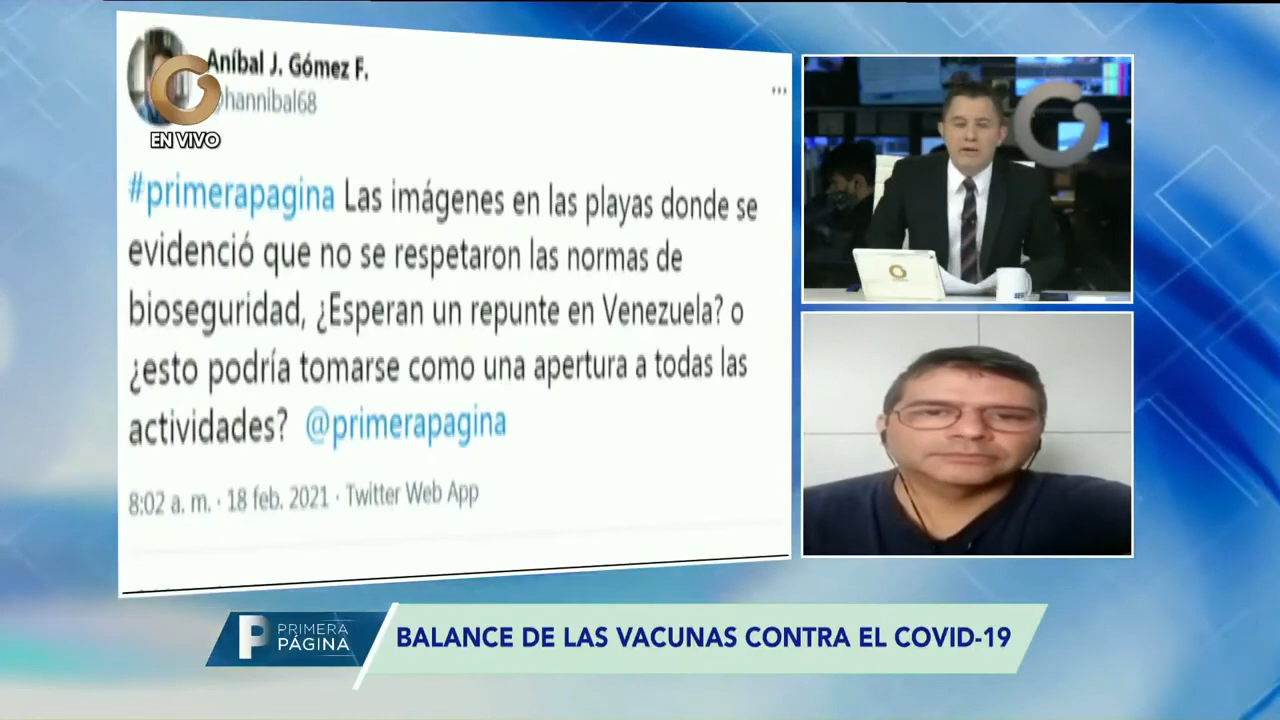 Aníbal J. Gómez F.
@hannibal68
EN VIVO
#primerapagina Las imágenes en las playas donde se
evidenció que no se respetaron las normas de
bioseguridad, ¿Esperan un repunte en Venezuela? o
¿esto podría tomarse como una apertura a todas las
actividades? @primerapagina
8:02 a. m. · 18 feb. 2021 · Twitter Web App
P PRIMERA
PÁGINA
BALANCE DE LAS VACUNAS CONTRA EL COVID-19